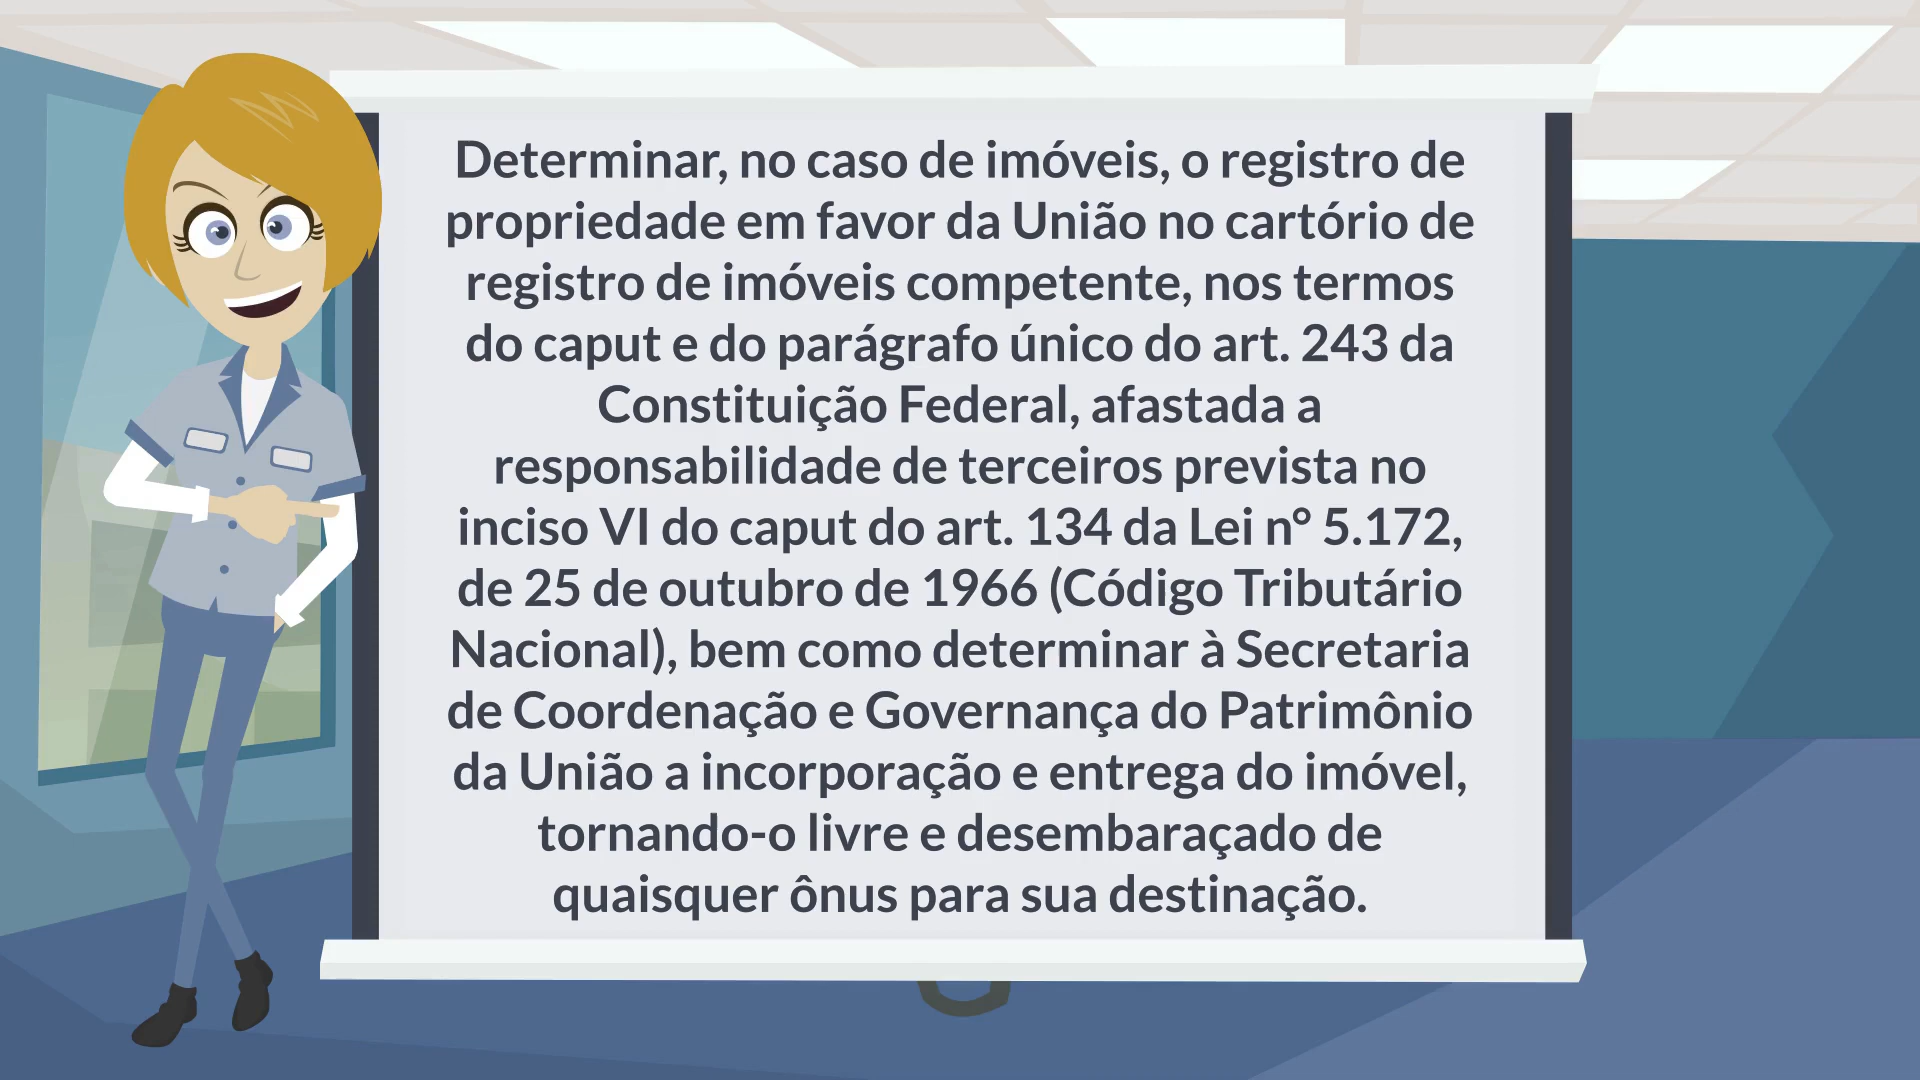 Determinar, no caso de imóveis, o registro de
propriedade em favor da União no cartório de
registro de imóveis competente, nos termos
do caput e do parágrafo único do art. 243 da
Constituição Federal, afastada a
responsabilidade de terceiros prevista no
inciso VI do caput do art. 134 da Lei n° 5.172,
de 25 de outubro de 1966 (Código Tributário
Nacional), bem como determinar à Secretaria
de Coordenação e Governança do Patrimônio
da União a incorporação e entrega do imóvel,
tornando-o livre e desembaraçado de
quaisquer ônus para sua destinação.